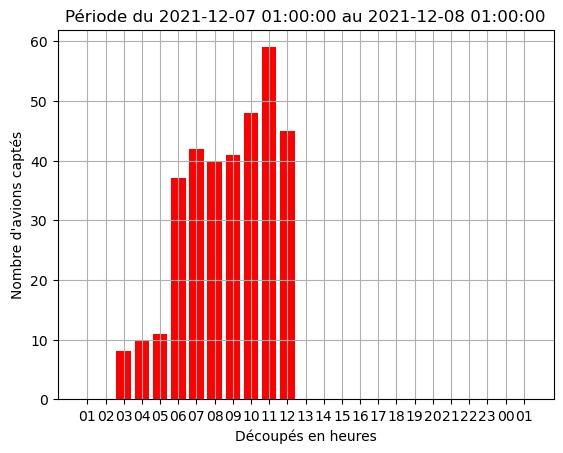 Période du 2021-12-07 01:00:00 au 2021-12-08 01:00:00
60
50
40
30
20
10
0
Nombre d'avions captés
01 02 03 04 05 06 07 08 09 10 11 12 13 14 15 16 17 18 19 20 21 22 23 00 01
Découpés en heures